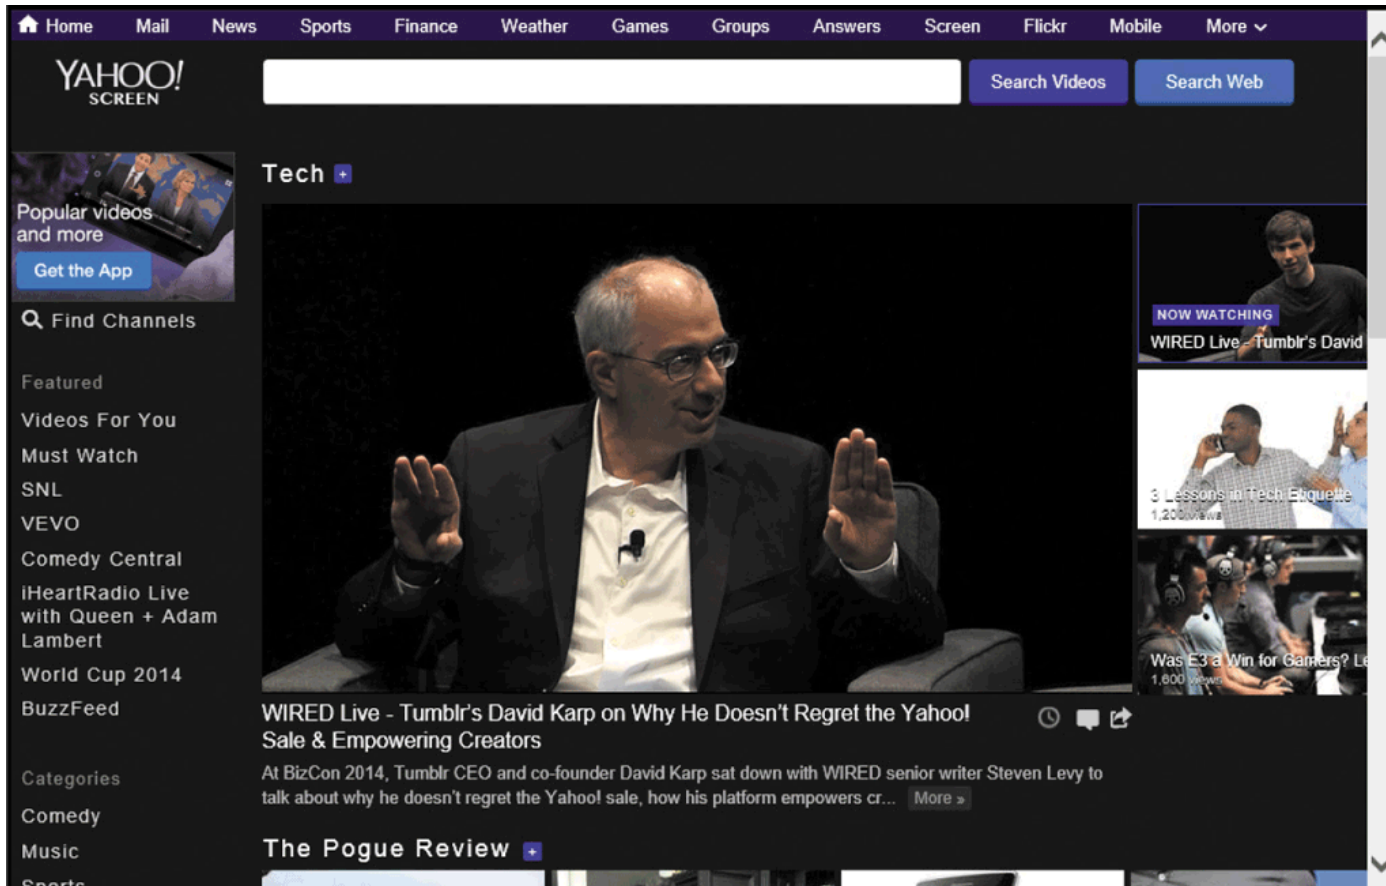 Home Mail News Sports Finance Weather Games Groups Answers Screen Flickr Mobile More
YAHOO!
SCREEN
Search Videos
Search Web
Popular videos
and more
Get the App
Find Channels
Featured
Videos For You
Must Watch
SNL
VEVO
Comedy Central
iHeartRadio Live
with Queen + Adam
Lambert
World Cup 2014
BuzzFeed
Categories
Comedy
Music
Sports
Tech +
NOW WATCHING
WIRED Live - Tumblr's David
3 Lessons in Tech Etiquette
1,200 views
Was E3 a Win for Gamers? Le
1,600 views
WIRED Live - Tumblr's David Karp on Why He Doesn't Regret the Yahoo!
Sale & Empowering Creators
At BizCon 2014, Tumblr CEO and co-founder David Karp sat down with WIRED senior writer Steven Levy to
talk about why he doesn't regret the Yahoo! sale, how his platform empowers cr... More »
The Pogue Review +